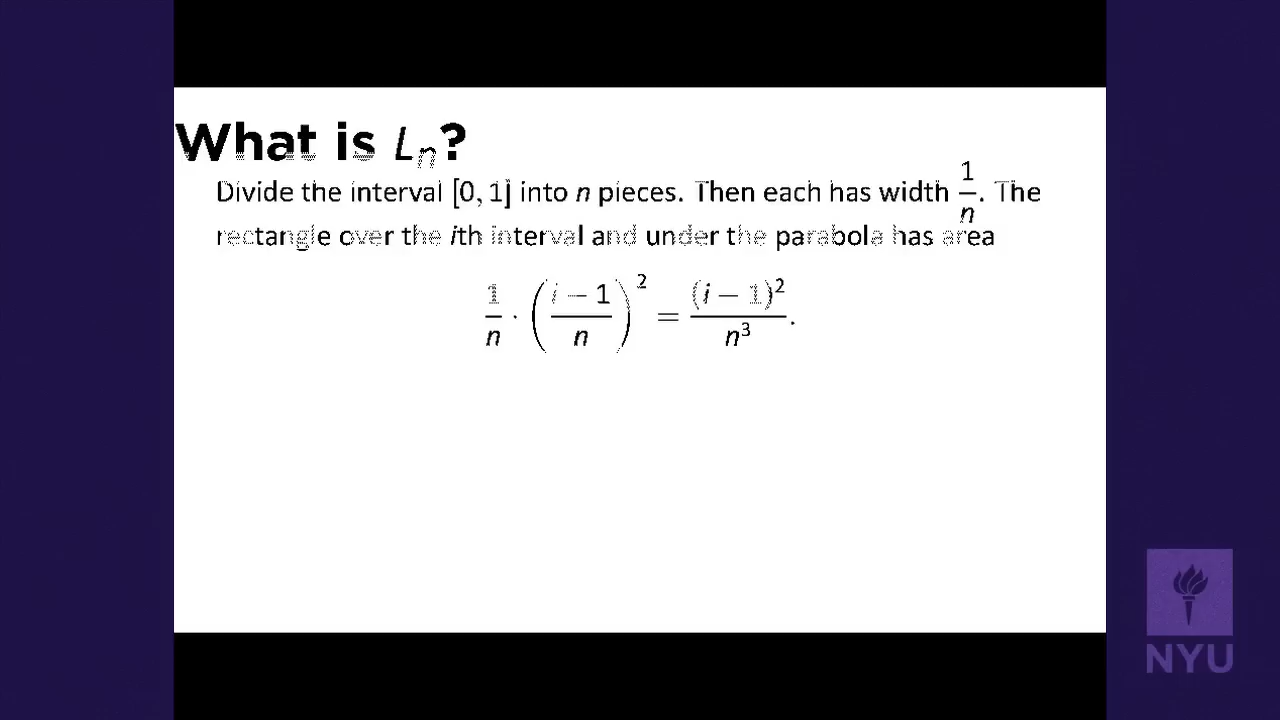 What is Lₙ?
Divide the interval [0, 1] into n pieces. Then each has width 1/n. The
rectangle over the ith interval and under the parabola has area
1/n · ((i − 1)/n)² = (i − 1)²/n³.
NYU